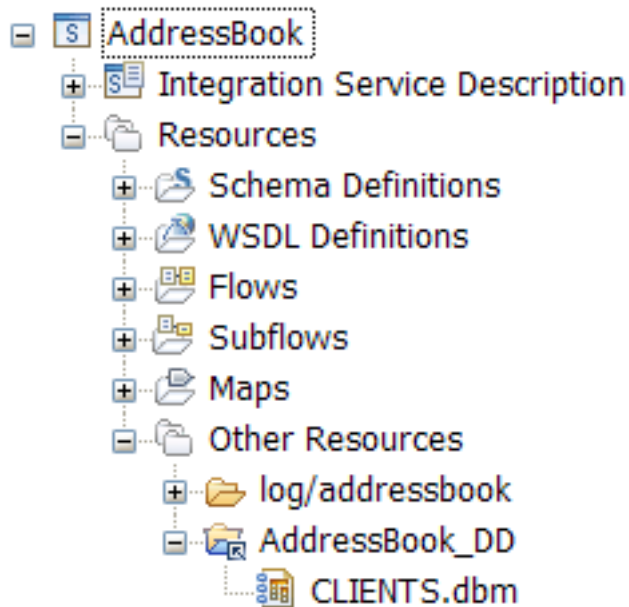 AddressBook
Integration Service Description
Resources
Schema Definitions
WSDL Definitions
Flows
Subflows
Maps
Other Resources
log/addressbook
AddressBook_DD
CLIENTS.dbm